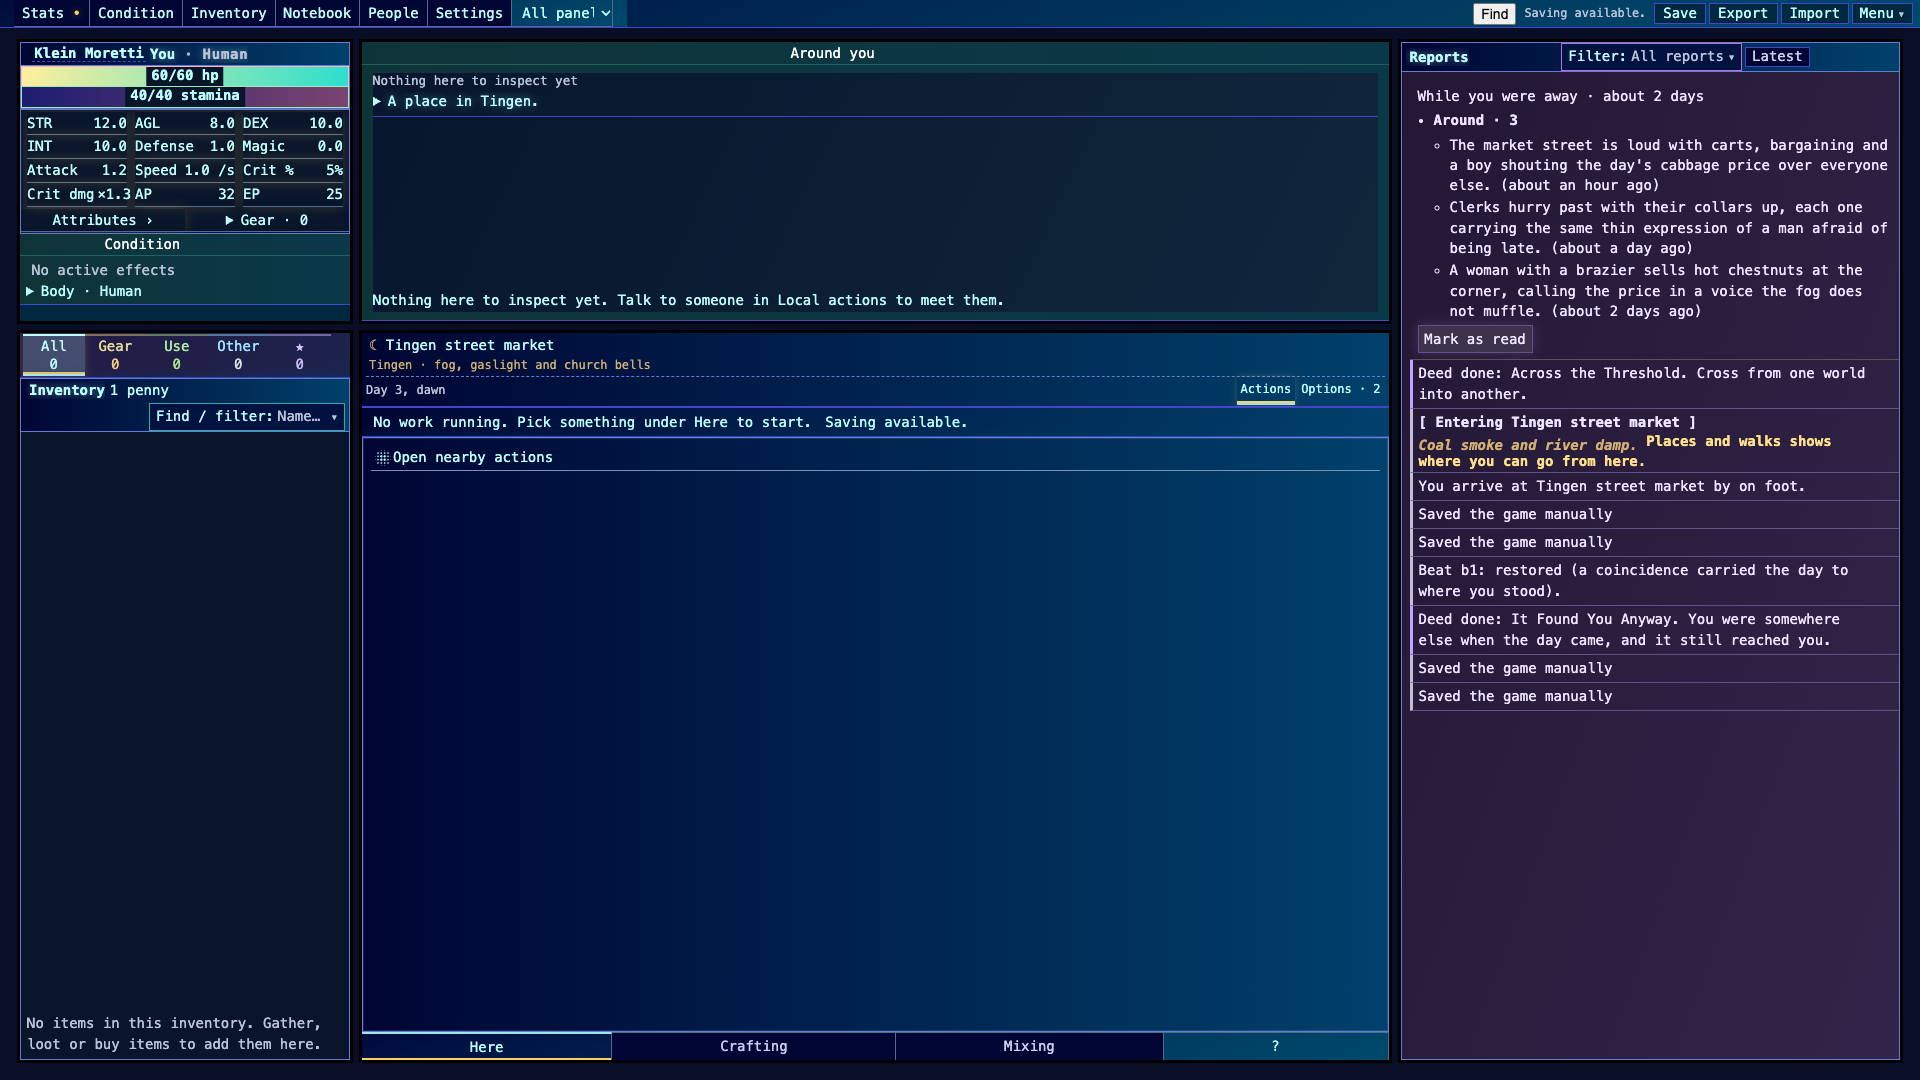 Stats •
Condition
Inventory
Notebook
People
Settings
All panel
Find
Saving available.
Save
Export
Import
Menu ▾
Klein Moretti You · Human
60/60 hp
40/40 stamina
STR 12.0 AGL 8.0 DEX 10.0
INT 10.0 Defense 1.0 Magic 0.0
Attack 1.2 Speed 1.0 /s Crit % 5%
Crit dmg ×1.3 AP 32 EP 25
Attributes ›
▶ Gear · 0
Condition
No active effects
▶ Body · Human
All Gear Use Other ★
0 0 0 0 0
Inventory 1 penny
Find / filter: Name… ▾
No items in this inventory. Gather,
loot or buy items to add them here.
Around you
Nothing here to inspect yet
▶ A place in Tingen.
Nothing here to inspect yet. Talk to someone in Local actions to meet them.
☾ Tingen street market
Tingen · fog, gaslight and church bells
Day 3, dawn
Actions
Options · 2
No work running. Pick something under Here to start. Saving available.
Open nearby actions
Here
Crafting
Mixing
?
Reports
Filter: All reports ▾
Latest
While you were away · about 2 days
• Around · 3
◦ The market street is loud with carts, bargaining and
a boy shouting the day's cabbage price over everyone
else. (about an hour ago)
◦ Clerks hurry past with their collars up, each one
carrying the same thin expression of a man afraid of
being late. (about a day ago)
◦ A woman with a brazier sells hot chestnuts at the
corner, calling the price in a voice the fog does
not muffle. (about 2 days ago)
Mark as read
Deed done: Across the Threshold. Cross from one world
into another.
[ Entering Tingen street market ]
Coal smoke and river damp. Places and walks shows
where you can go from here.
You arrive at Tingen street market by on foot.
Saved the game manually
Saved the game manually
Beat b1: restored (a coincidence carried the day to
where you stood).
Deed done: It Found You Anyway. You were somewhere
else when the day came, and it still reached you.
Saved the game manually
Saved the game manually